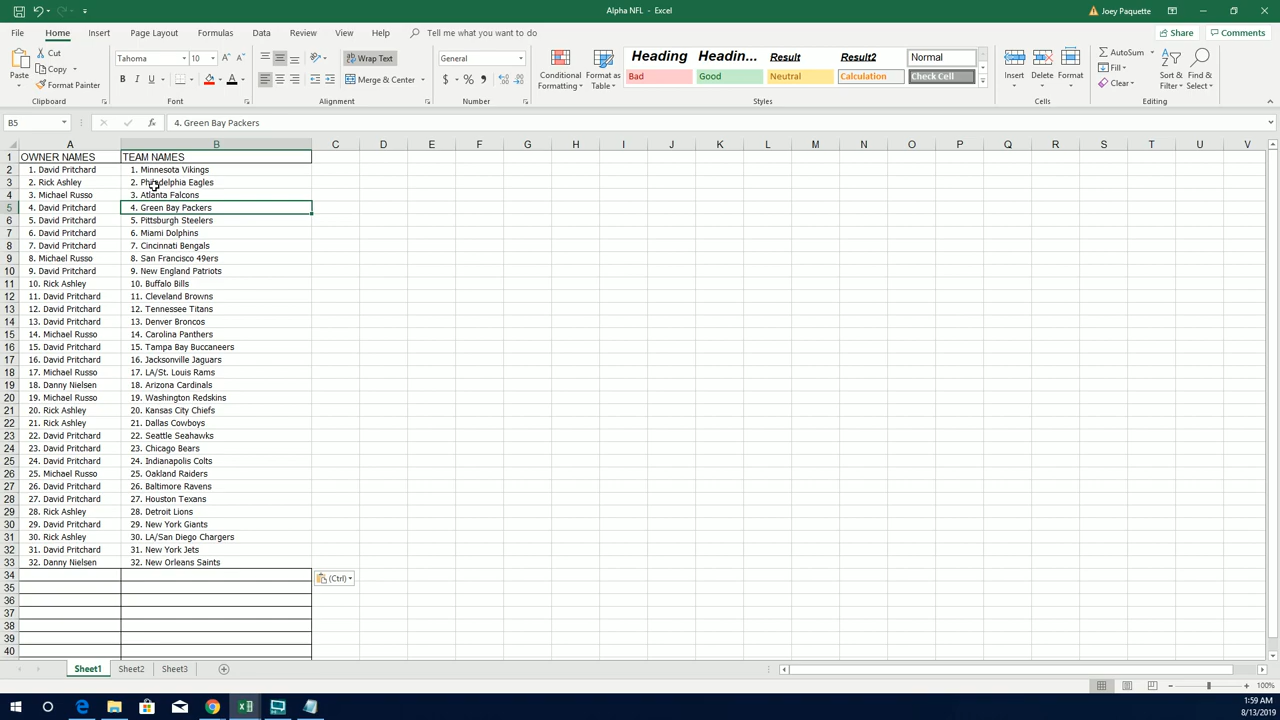 Alpha NFL - Excel
Joey Paquette
File Home Insert Page Layout Formulas Data Review View Help Tell me what you want to do
Share Comments
Paste Cut Copy Format Painter Clipboard
Tahoma 10 B I U A Font
Wrap Text Merge & Center Alignment
General $ % , Number
Conditional Formatting Format as Table
Heading Headin... Result Result2 Normal
Bad Good Neutral Calculation Check Cell
Styles
Insert Delete Format Cells
AutoSum Fill Clear Sort & Filter Find & Select Editing
B5 fx 4. Green Bay Packers
A B C D E F G H I J K L M N O P Q R S T U V
1 OWNER NAMES TEAM NAMES
2 1. David Pritchard 1. Minnesota Vikings
3 2. Rick Ashley 2. Philadelphia Eagles
4 3. Michael Russo 3. Atlanta Falcons
5 4. David Pritchard 4. Green Bay Packers
6 5. David Pritchard 5. Pittsburgh Steelers
7 6. David Pritchard 6. Miami Dolphins
8 7. David Pritchard 7. Cincinnati Bengals
9 8. Michael Russo 8. San Francisco 49ers
10 9. David Pritchard 9. New England Patriots
11 10. Rick Ashley 10. Buffalo Bills
12 11. David Pritchard 11. Cleveland Browns
13 12. David Pritchard 12. Tennessee Titans
14 13. David Pritchard 13. Denver Broncos
15 14. Michael Russo 14. Carolina Panthers
16 15. David Pritchard 15. Tampa Bay Buccaneers
17 16. David Pritchard 16. Jacksonville Jaguars
18 17. Michael Russo 17. LA/St. Louis Rams
19 18. Danny Nielsen 18. Arizona Cardinals
20 19. Michael Russo 19. Washington Redskins
21 20. Rick Ashley 20. Kansas City Chiefs
22 21. Rick Ashley 21. Dallas Cowboys
23 22. David Pritchard 22. Seattle Seahawks
24 23. David Pritchard 23. Chicago Bears
25 24. David Pritchard 24. Indianapolis Colts
26 25. Michael Russo 25. Oakland Raiders
27 26. David Pritchard 26. Baltimore Ravens
28 27. David Pritchard 27. Houston Texans
29 28. Rick Ashley 28. Detroit Lions
30 29. David Pritchard 29. New York Giants
31 30. Rick Ashley 30. LA/San Diego Chargers
32 31. David Pritchard 31. New York Jets
33 32. Danny Nielsen 32. New Orleans Saints
34 (Ctrl)
35
36
37
38
39
40
Sheet1 Sheet2 Sheet3
100%
1:59 AM
8/13/2019